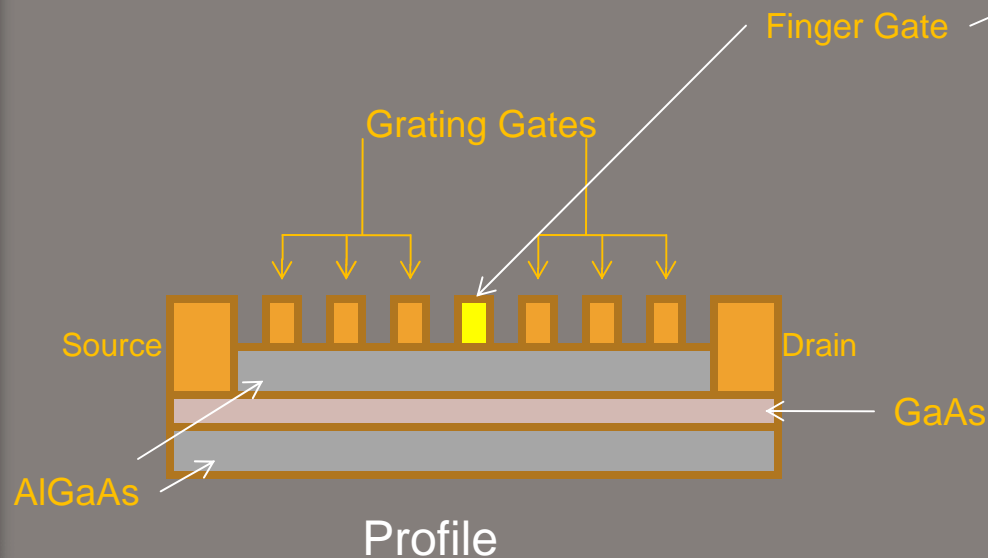 Finger Gate
Grating Gates
Source
Drain
GaAs
AlGaAs
Profile